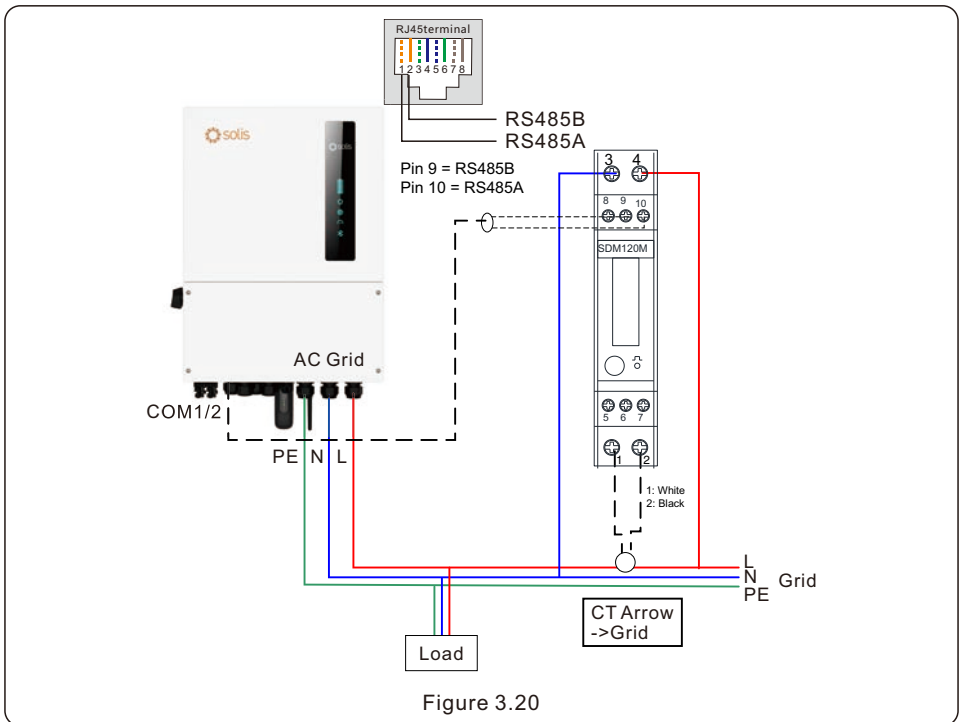 RJ45terminal
1 2 3 4 5 6 7 8
RS485B
RS485A
solis
solis
Pin 9 = RS485B
Pin 10 = RS485A
3 4
8 9 10
SDM120M
AC Grid
COM1/2
5 6 7
PE N L
1 2
1: White
2: Black
L
N Grid
PE
CT Arrow
->Grid
Load
Figure 3.20